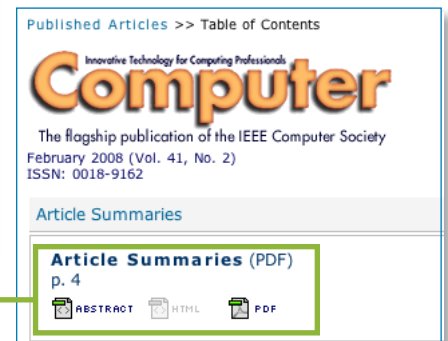 Published Articles >> Table of Contents
Innovative Technology for Computing Professionals
Computer
The flagship publication of the IEEE Computer Society
February 2008 (Vol. 41, No. 2)
ISSN: 0018-9162
Article Summaries
Article Summaries (PDF)
p. 4
ABSTRACT HTML PDF